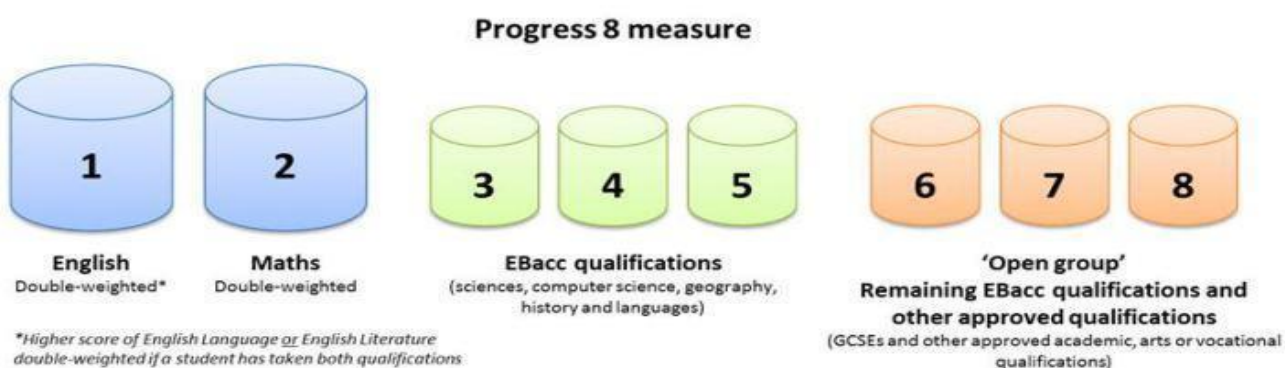 Progress 8 measure
1
2
3
4
5
6
7
8
English
Double-weighted*
Maths
Double-weighted
*Higher score of English Language or English Literature
double-weighted if a student has taken both qualifications
EBacc qualifications
(sciences, computer science, geography,
history and languages)
‘Open group’
Remaining EBacc qualifications and
other approved qualifications
(GCSEs and other approved academic, arts or vocational
qualifications)